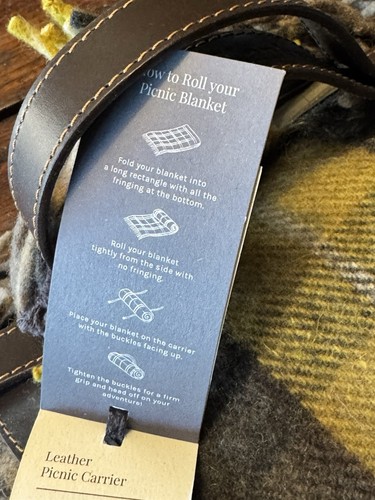 How to Roll your
Picnic Blanket
Fold your blanket into
a long rectangle with all the
fringing at the bottom.
Roll your blanket
tightly from the side with
no fringing.
Place your blanket on the carrier
with the buckles facing up.
Tighten the buckles for a firm
grip and head off on your
adventure!
Leather
Picnic Carrier